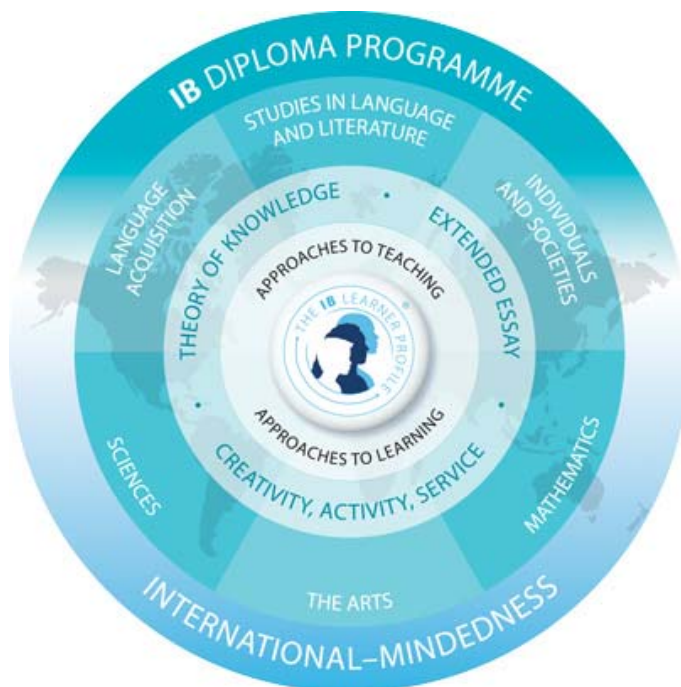 IB DIPLOMA PROGRAMME
STUDIES IN LANGUAGE
AND LITERATURE
LANGUAGE
ACQUISITION
INDIVIDUALS
AND SOCIETIES
THEORY OF KNOWLEDGE
•
EXTENDED ESSAY
•
CREATIVITY, ACTIVITY, SERVICE
•
APPROACHES TO TEACHING
THE IB LEARNER PROFILE
®
APPROACHES TO LEARNING
SCIENCES
MATHEMATICS
THE ARTS
INTERNATIONAL–MINDEDNESS